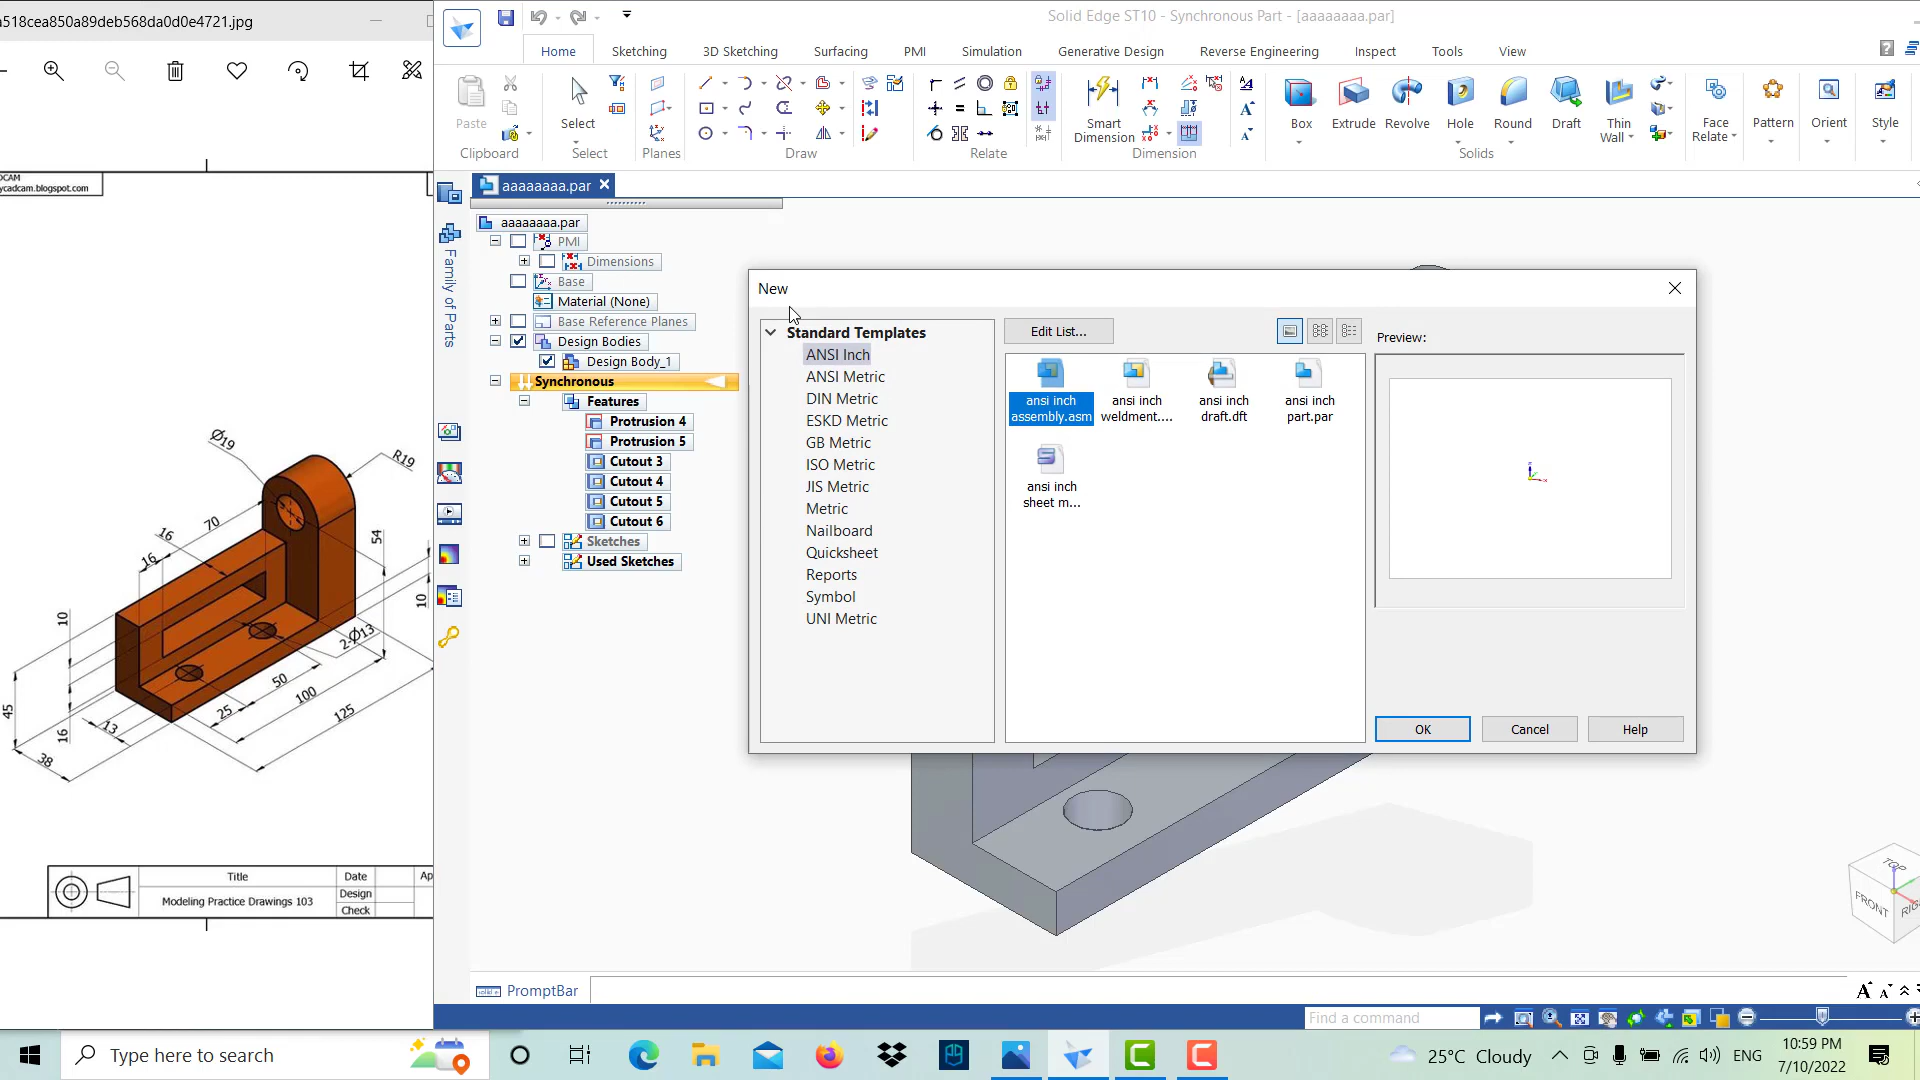 a518cea850a89deb568da0d0e4721.jpg
Solid Edge ST10 - Synchronous Part - [aaaaaaaa.par]
Home
Sketching
3D Sketching
Surfacing
PMI
Simulation
Generative Design
Reverse Engineering
Inspect
Tools
View
Paste
Select
Smart
Dimension
Box
Extrude
Revolve
Hole
Round
Draft
Thin
Wall
Face
Relate
Pattern
Orient
Style
Clipboard
Select
Planes
Draw
Relate
Dimension
Solids
aaaaaaaa.par
aaaaaaaa.par
PMI
Dimensions
Base
Material (None)
Base Reference Planes
Design Bodies
Design Body_1
Synchronous
Features
Protrusion 4
Protrusion 5
Cutout 3
Cutout 4
Cutout 5
Cutout 6
Sketches
Used Sketches
Family of Parts
DCAM
ycadcam.blogspot.com
Ø19
R19
70
16
16
54
10
10
2-Ø13
50
100
25
125
45
13
16
38
Title
Date
Ap
Modeling Practice Drawings 103
Design
Check
New
Standard Templates
ANSI Inch
ANSI Metric
DIN Metric
ESKD Metric
GB Metric
ISO Metric
JIS Metric
Metric
Nailboard
Quicksheet
Reports
Symbol
UNI Metric
Edit List...
ansi inch
assembly.asm
ansi inch
weldment....
ansi inch
draft.dft
ansi inch
part.par
ansi inch
sheet m...
Preview:
OK
Cancel
Help
TOP
FRONT
RIG
PromptBar
Find a command
Type here to search
25°C Cloudy
ENG
10:59 PM
7/10/2022